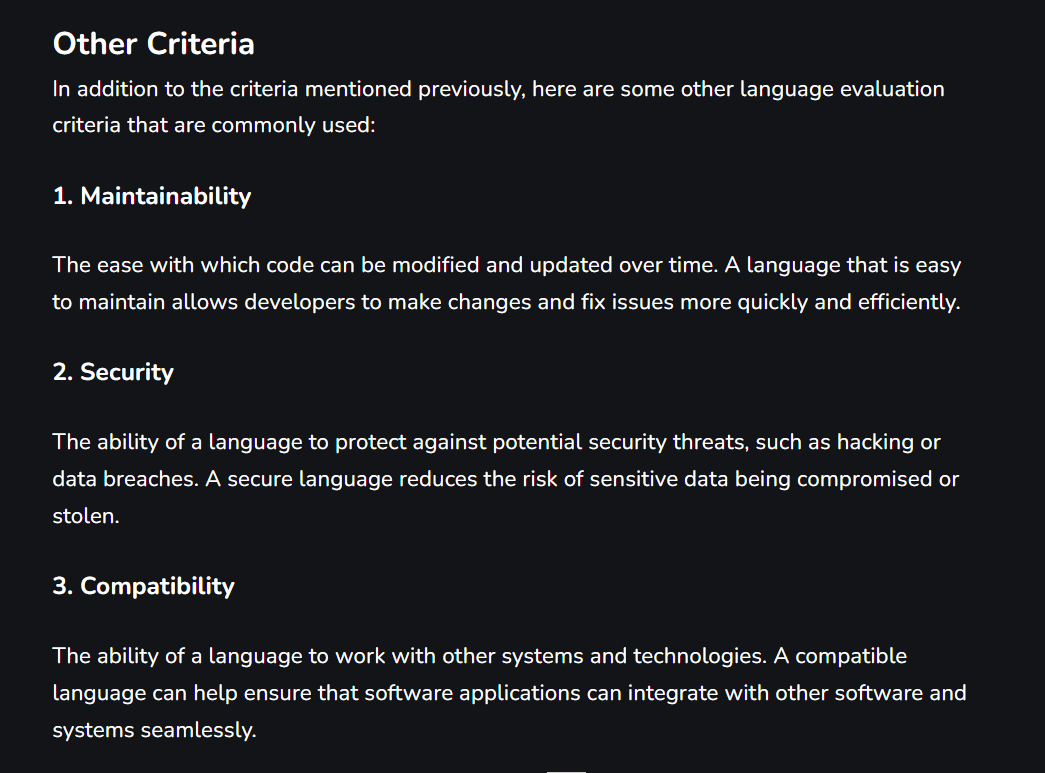 Other Criteria
In addition to the criteria mentioned previously, here are some other language evaluation
criteria that are commonly used:
1. Maintainability
The ease with which code can be modified and updated over time. A language that is easy
to maintain allows developers to make changes and fix issues more quickly and efficiently.
2. Security
The ability of a language to protect against potential security threats, such as hacking or
data breaches. A secure language reduces the risk of sensitive data being compromised or
stolen.
3. Compatibility
The ability of a language to work with other systems and technologies. A compatible
language can help ensure that software applications can integrate with other software and
systems seamlessly.